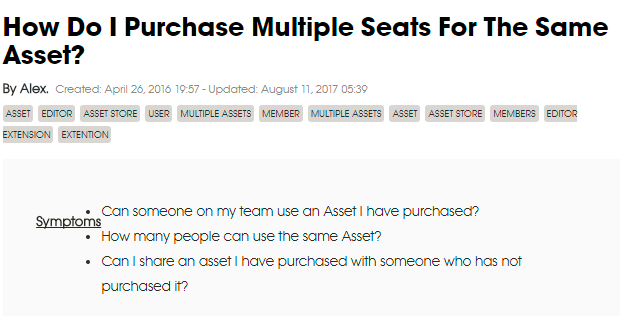 How Do I Purchase Multiple Seats For The Same
Asset?
By Alex. Created: April 26, 2016 19:57 - Updated: August 11, 2017 05:39
ASSET EDITOR ASSET STORE USER MULTIPLE ASSETS MEMBER MULTIPLE ASSETS ASSET ASSET STORE MEMBERS EDITOR
EXTENSION EXTENTION
Symptoms
• Can someone on my team use an Asset I have purchased?
• How many people can use the same Asset?
• Can I share an asset I have purchased with someone who has not
purchased it?